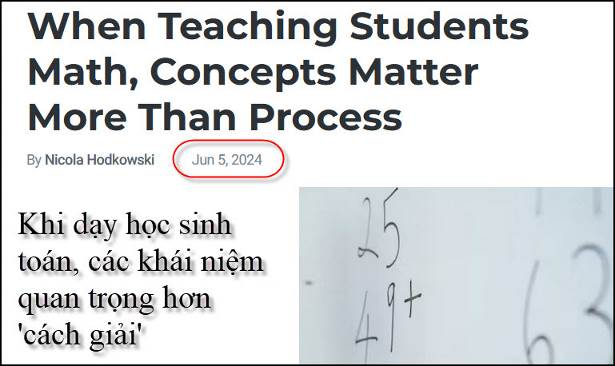 When Teaching Students
Math, Concepts Matter
More Than Process
By Nicola Hodkowski Jun 5, 2024
Khi dạy học sinh
toán, các khái niệm
quan trọng hơn
'cách giải'
25
49+
63